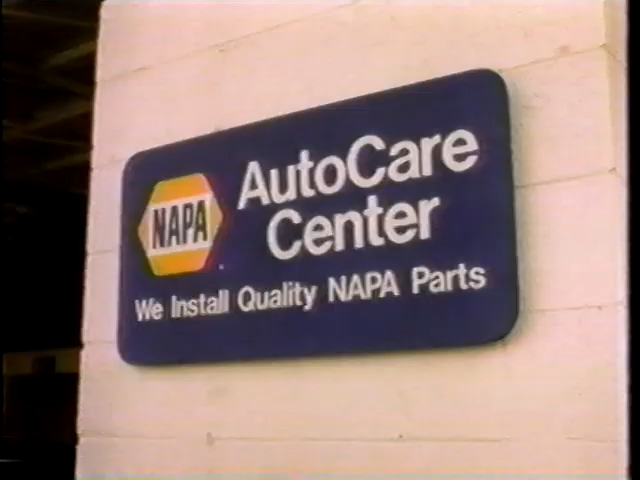 NAPA
AutoCare
Center
We Install Quality NAPA Parts